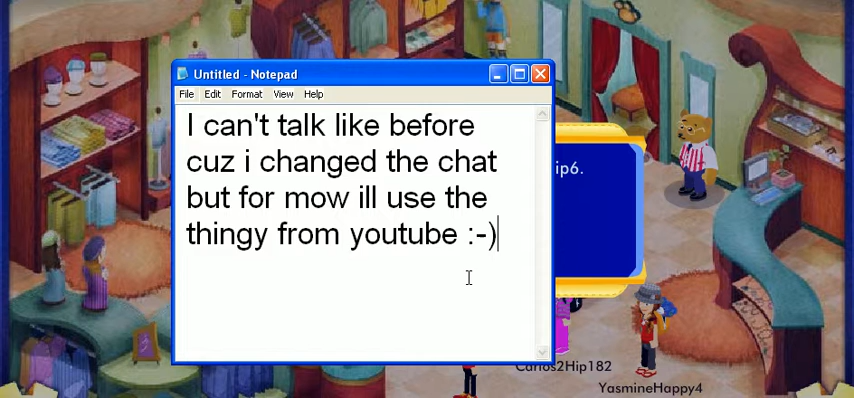 Untitled - Notepad
File Edit Format View Help
I can't talk like before
cuz i changed the chat
but for mow ill use the
thingy from youtube :-)
ip6.
Carlos2Hip182
YasmineHappy4